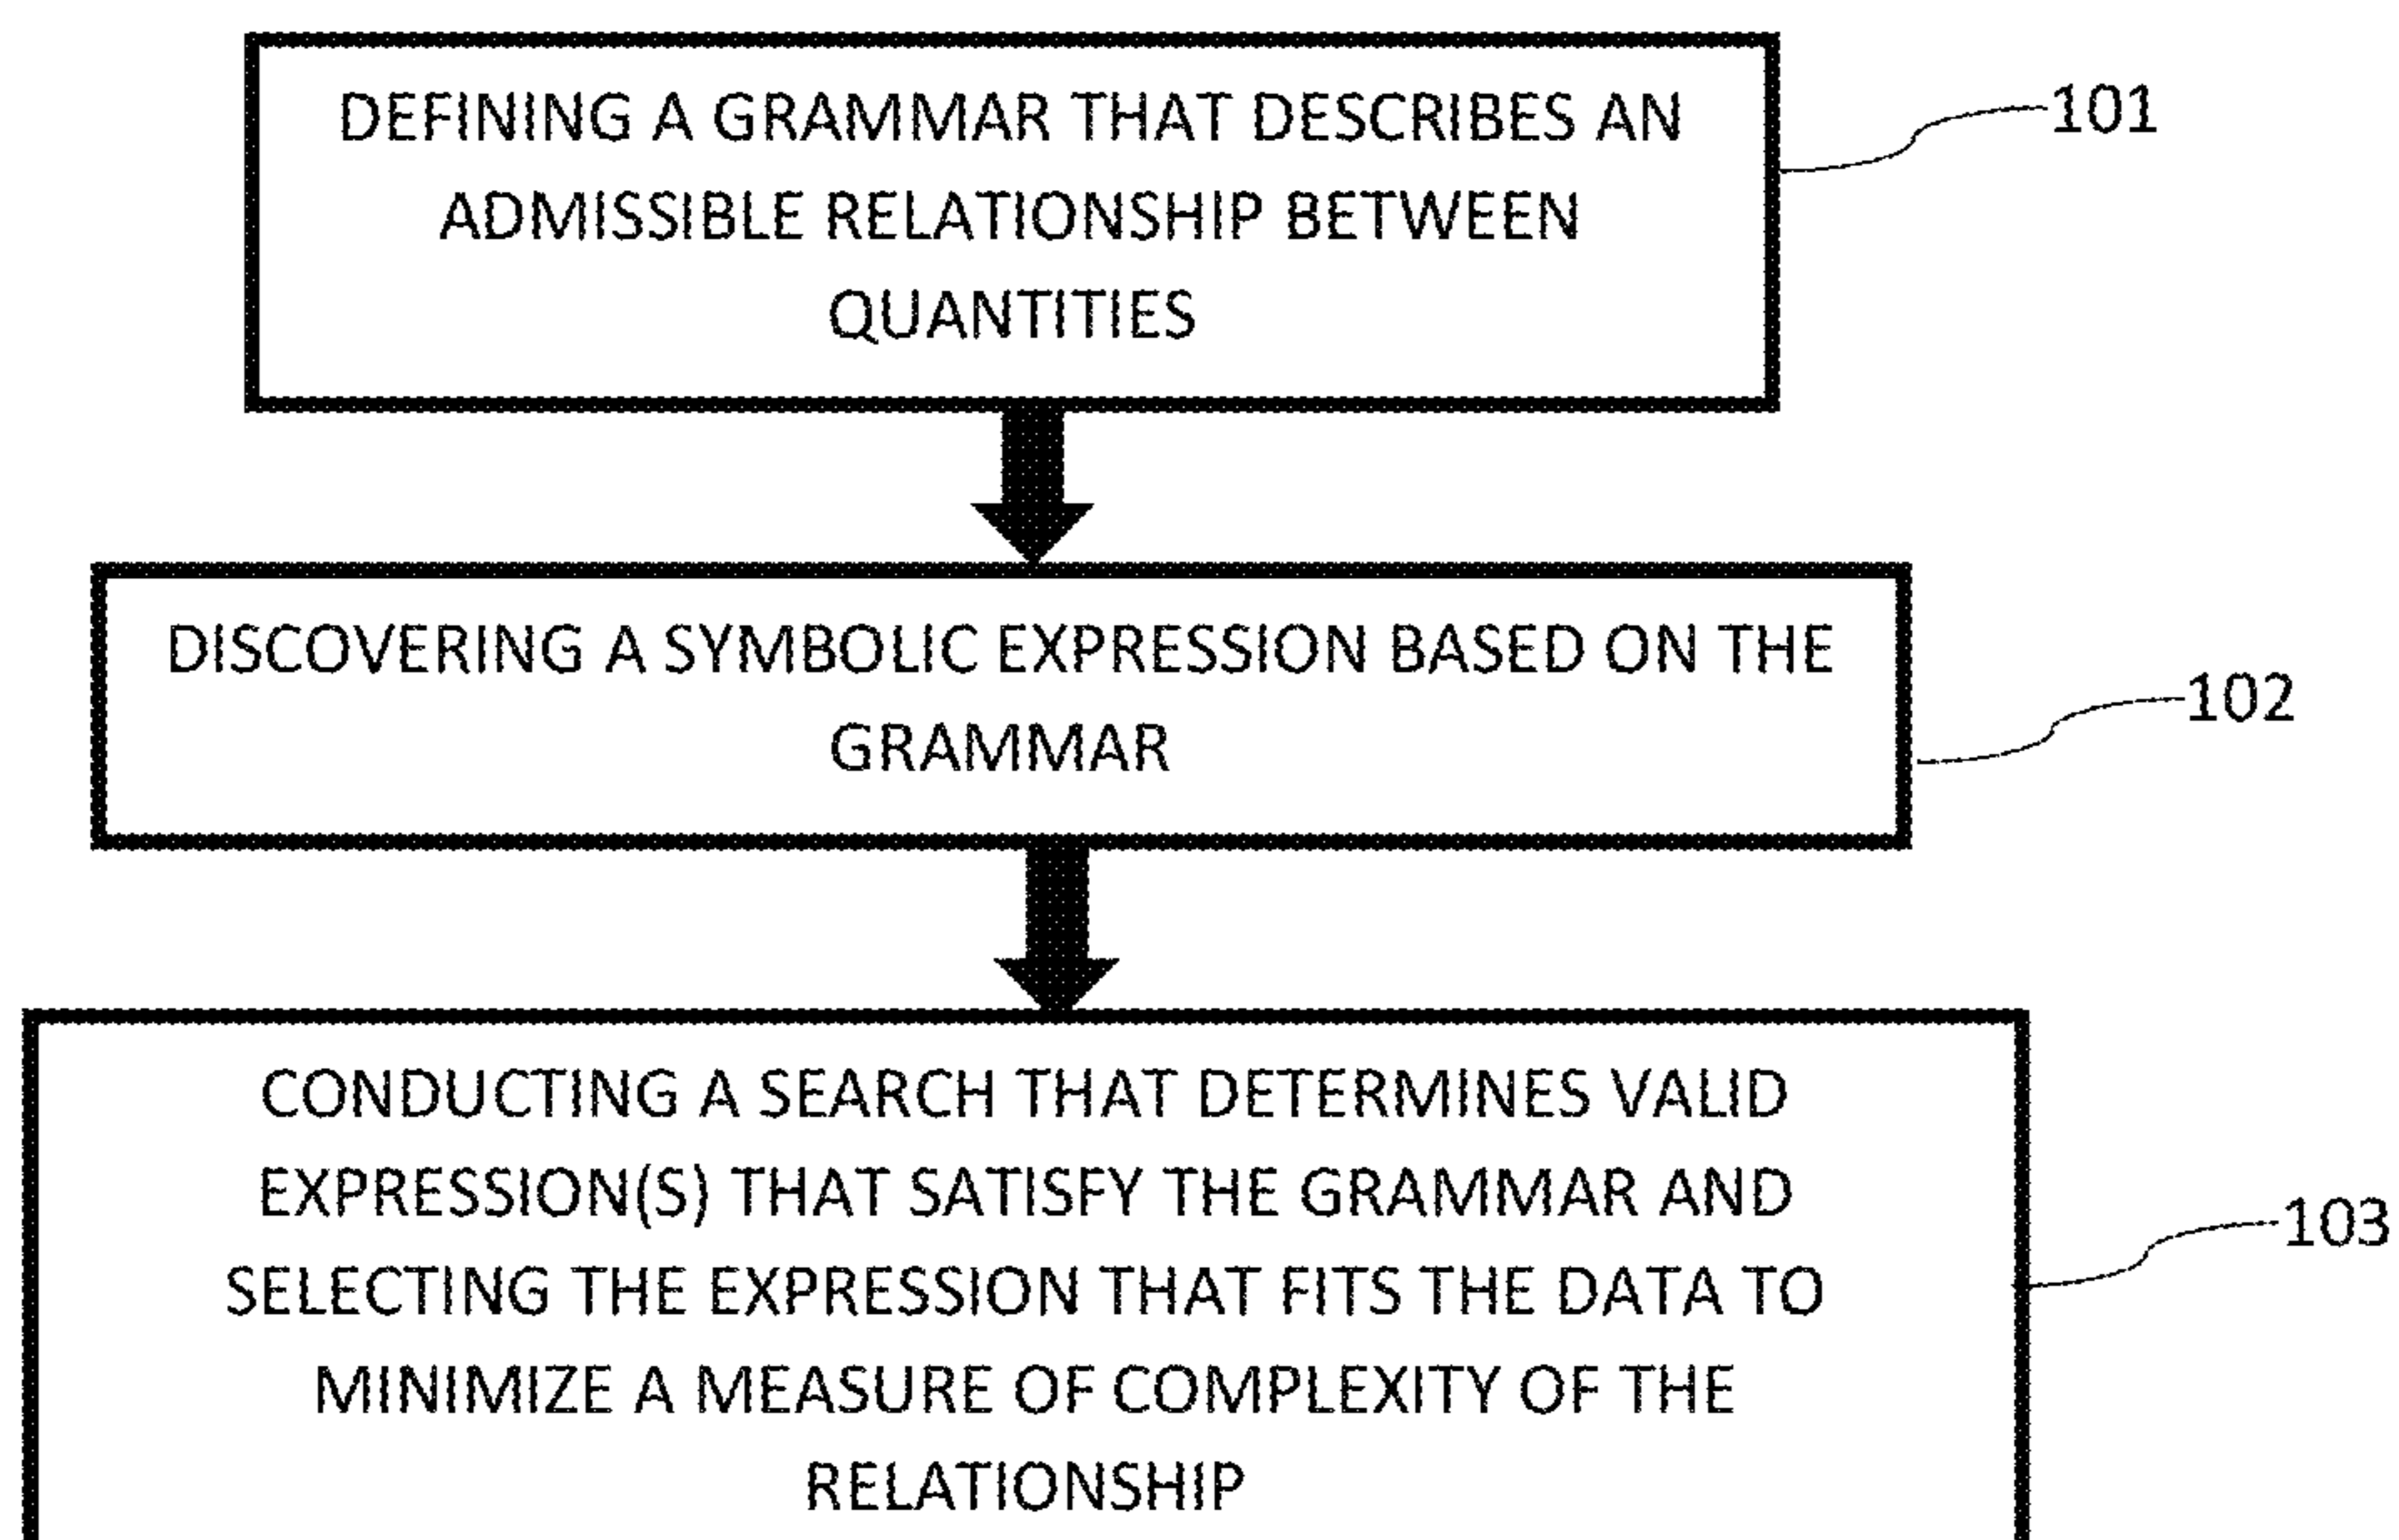 DEFINING A GRAMMAR THAT DESCRIBES AN
ADMISSIBLE RELATIONSHIP BETWEEN
QUANTITIES
101
DISCOVERING A SYMBOLIC EXPRESSION BASED ON THE
GRAMMAR
102
CONDUCTING A SEARCH THAT DETERMINES VALID
EXPRESSION(S) THAT SATISFY THE GRAMMAR AND
SELECTING THE EXPRESSION THAT FITS THE DATA TO
MINIMIZE A MEASURE OF COMPLEXITY OF THE
RELATIONSHIP
103